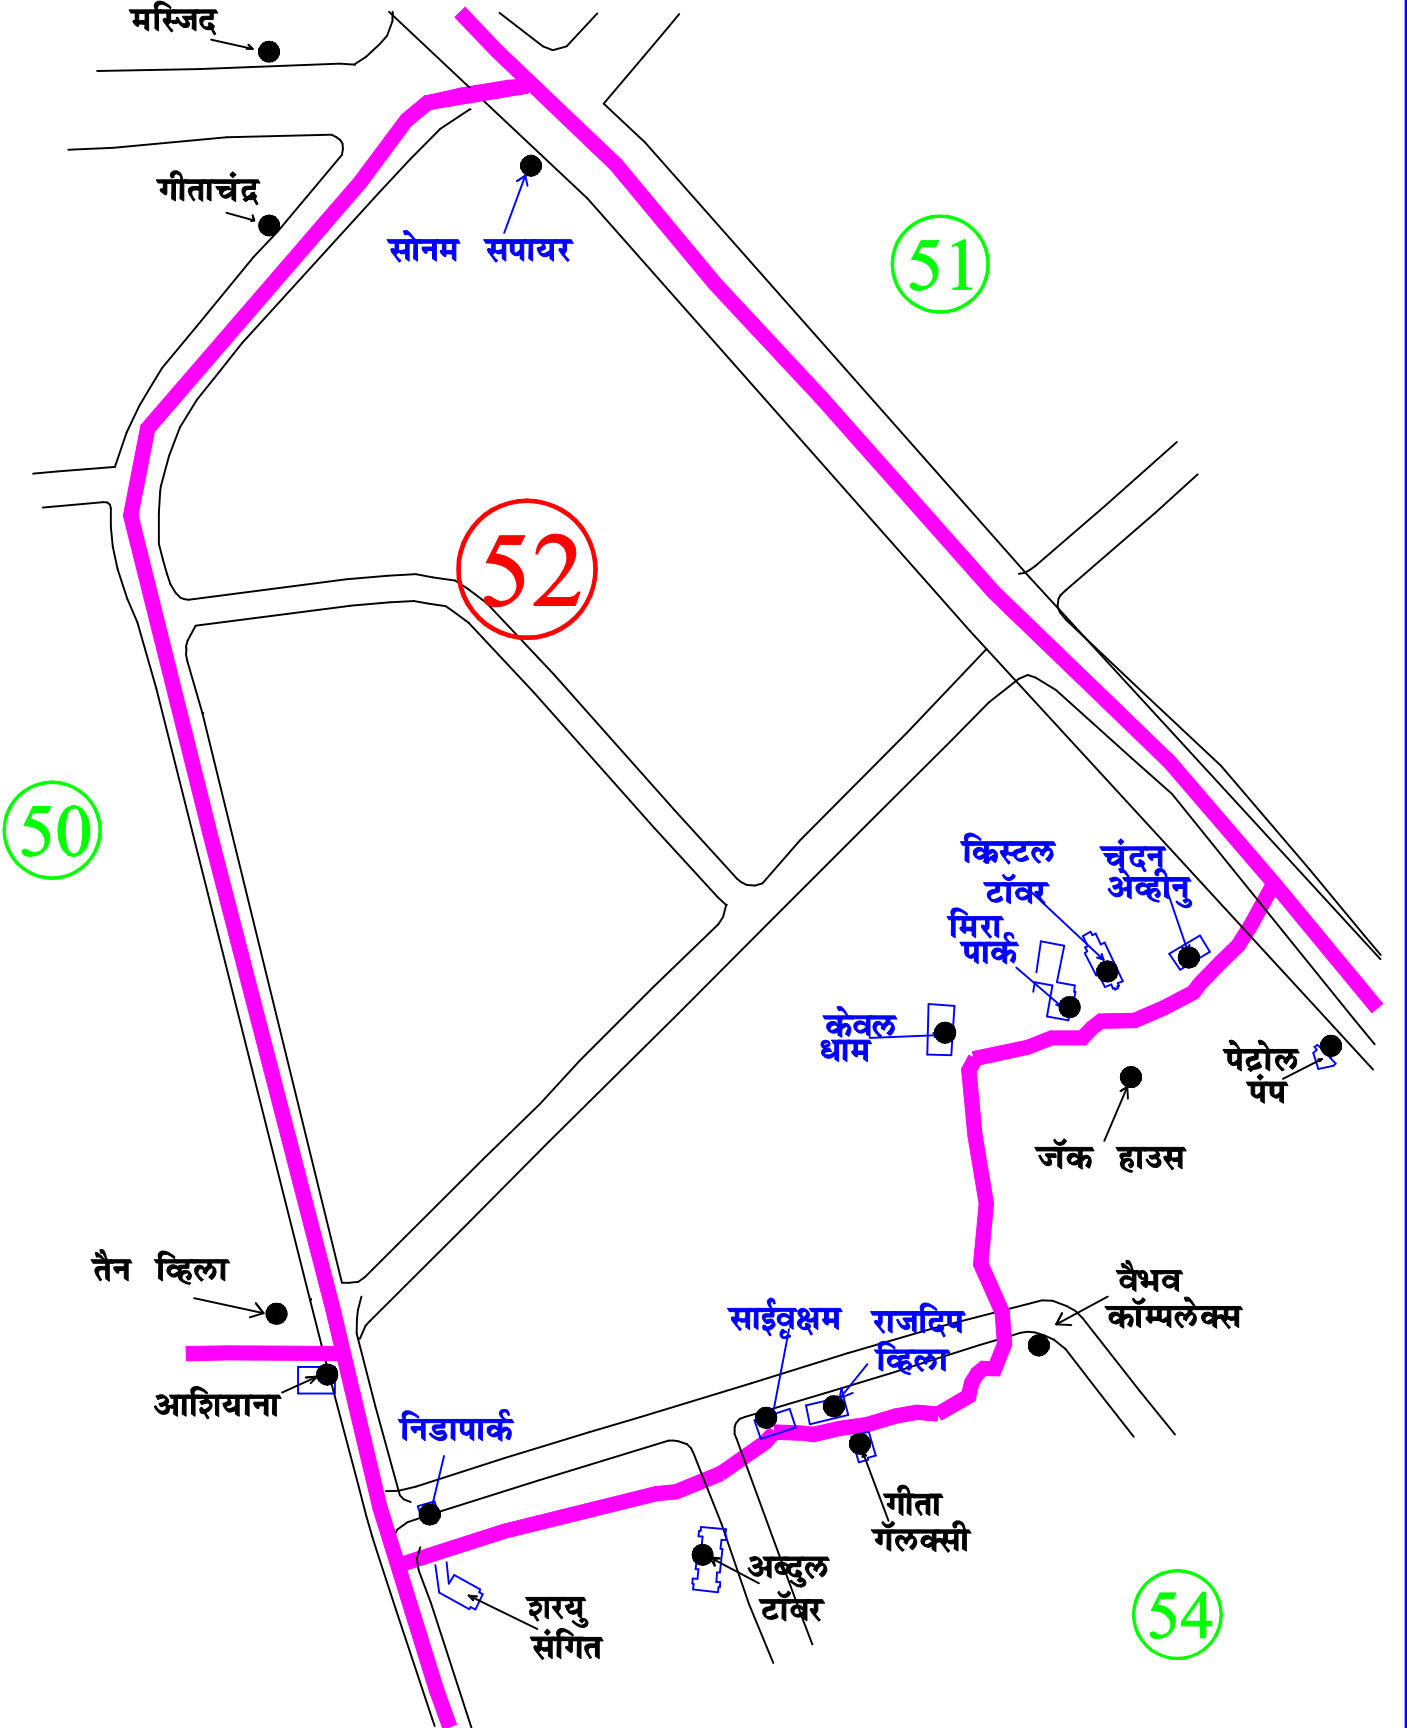 मस्जिद
गीताचंद्र
सोनम सपायर
51
52
50
क्रिस्टल
टॉवर
चंदन
अव्हीनु
मिरा
पार्क
केवल
धाम
पेट्रोल
पंप
जॅक हाउस
तैन व्हिला
वैभव
कॉम्पलेक्स
साईवृक्षम
राजदिप
व्हिला
आशियाना
निडापार्क
गीता
गॅलक्सी
अब्दुल
टॉवर
शरयु
संगित
54